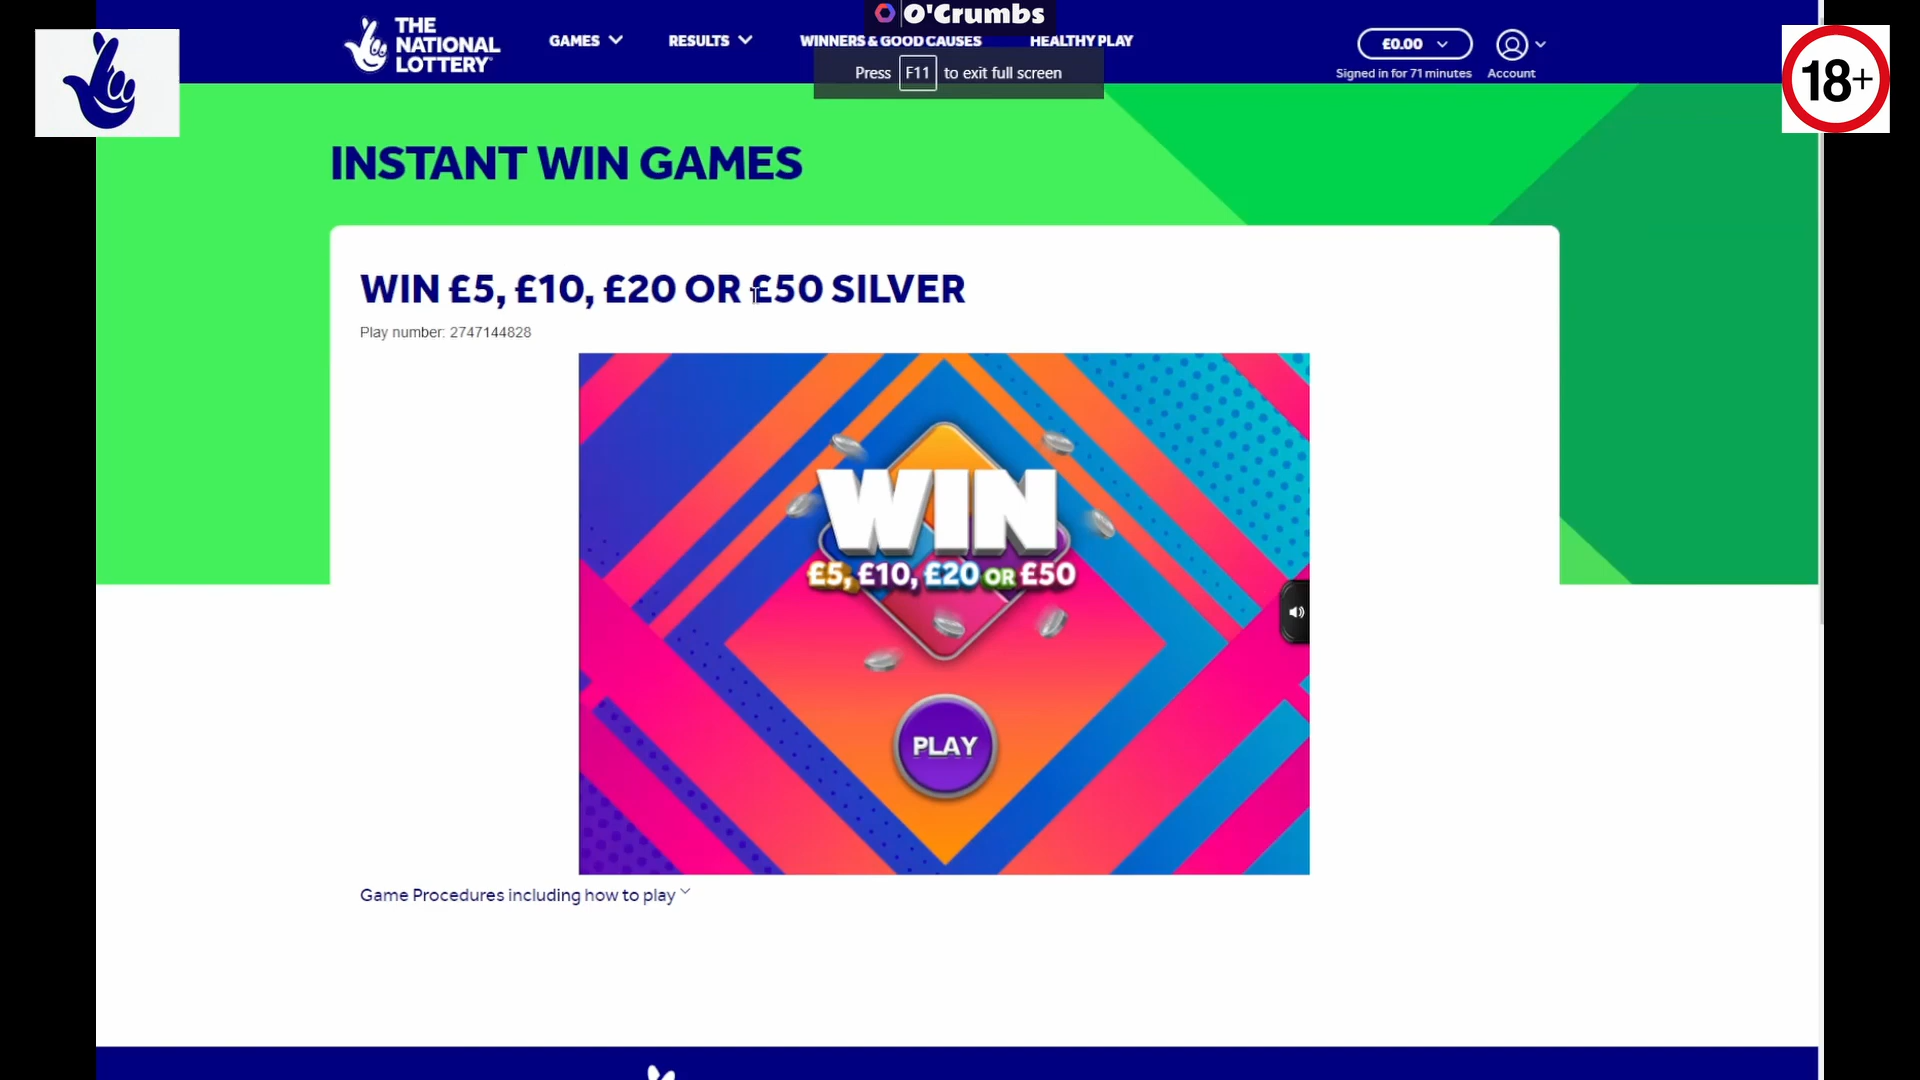 O'Crumbs
THE
NATIONAL
LOTTERY
GAMES
RESULTS
WINNERS & GOOD CAUSES
HEALTHY PLAY
£0.00
Signed in for 71 minutes
Account
Press F11 to exit full screen
18+
INSTANT WIN GAMES
WIN £5, £10, £20 OR £50 SILVER
Play number: 2747144828
WIN
£5, £10, £20 OR £50
PLAY
Game Procedures including how to play